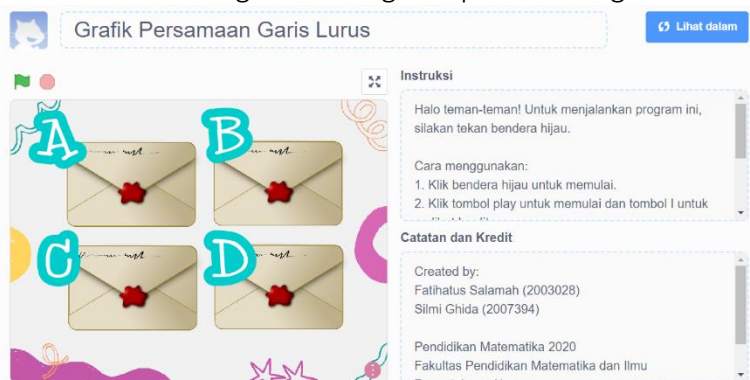 Grafik Persamaan Garis Lurus
Lihat dalam
Instruksi
Halo teman-teman! Untuk menjalankan program ini,
silakan tekan bendera hijau.
Cara menggunakan:
1. Klik bendera hijau untuk memulai.
2. Klik tombol play untuk memulai dan tombol I untuk
A
B
C
D
Catatan dan Kredit
Created by:
Fatihatus Salamah (2003028)
Silmi Ghida (2007394)
Pendidikan Matematika 2020
Fakultas Pendidikan Matematika dan Ilmu